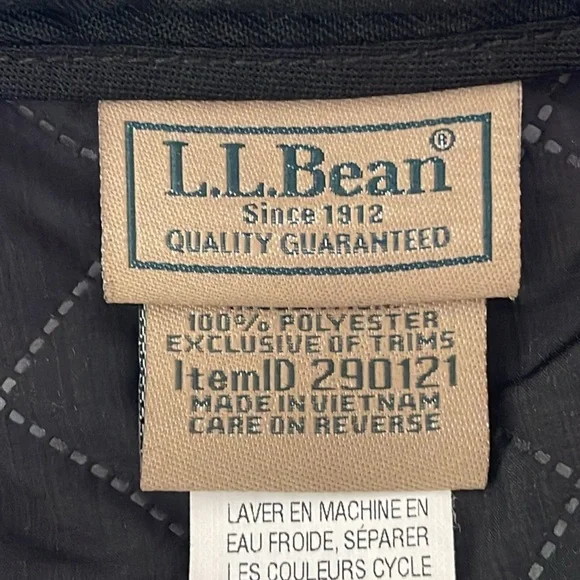 L.L.Bean®
Since 1912
QUALITY GUARANTEED
100% POLYESTER
EXCLUSIVE OF TRIMS
ItemID 290121
MADE IN VIETNAM
CARE ON REVERSE
LAVER EN MACHINE EN
EAU FROIDE, SÉPARER
LES COULEURS CYCLE